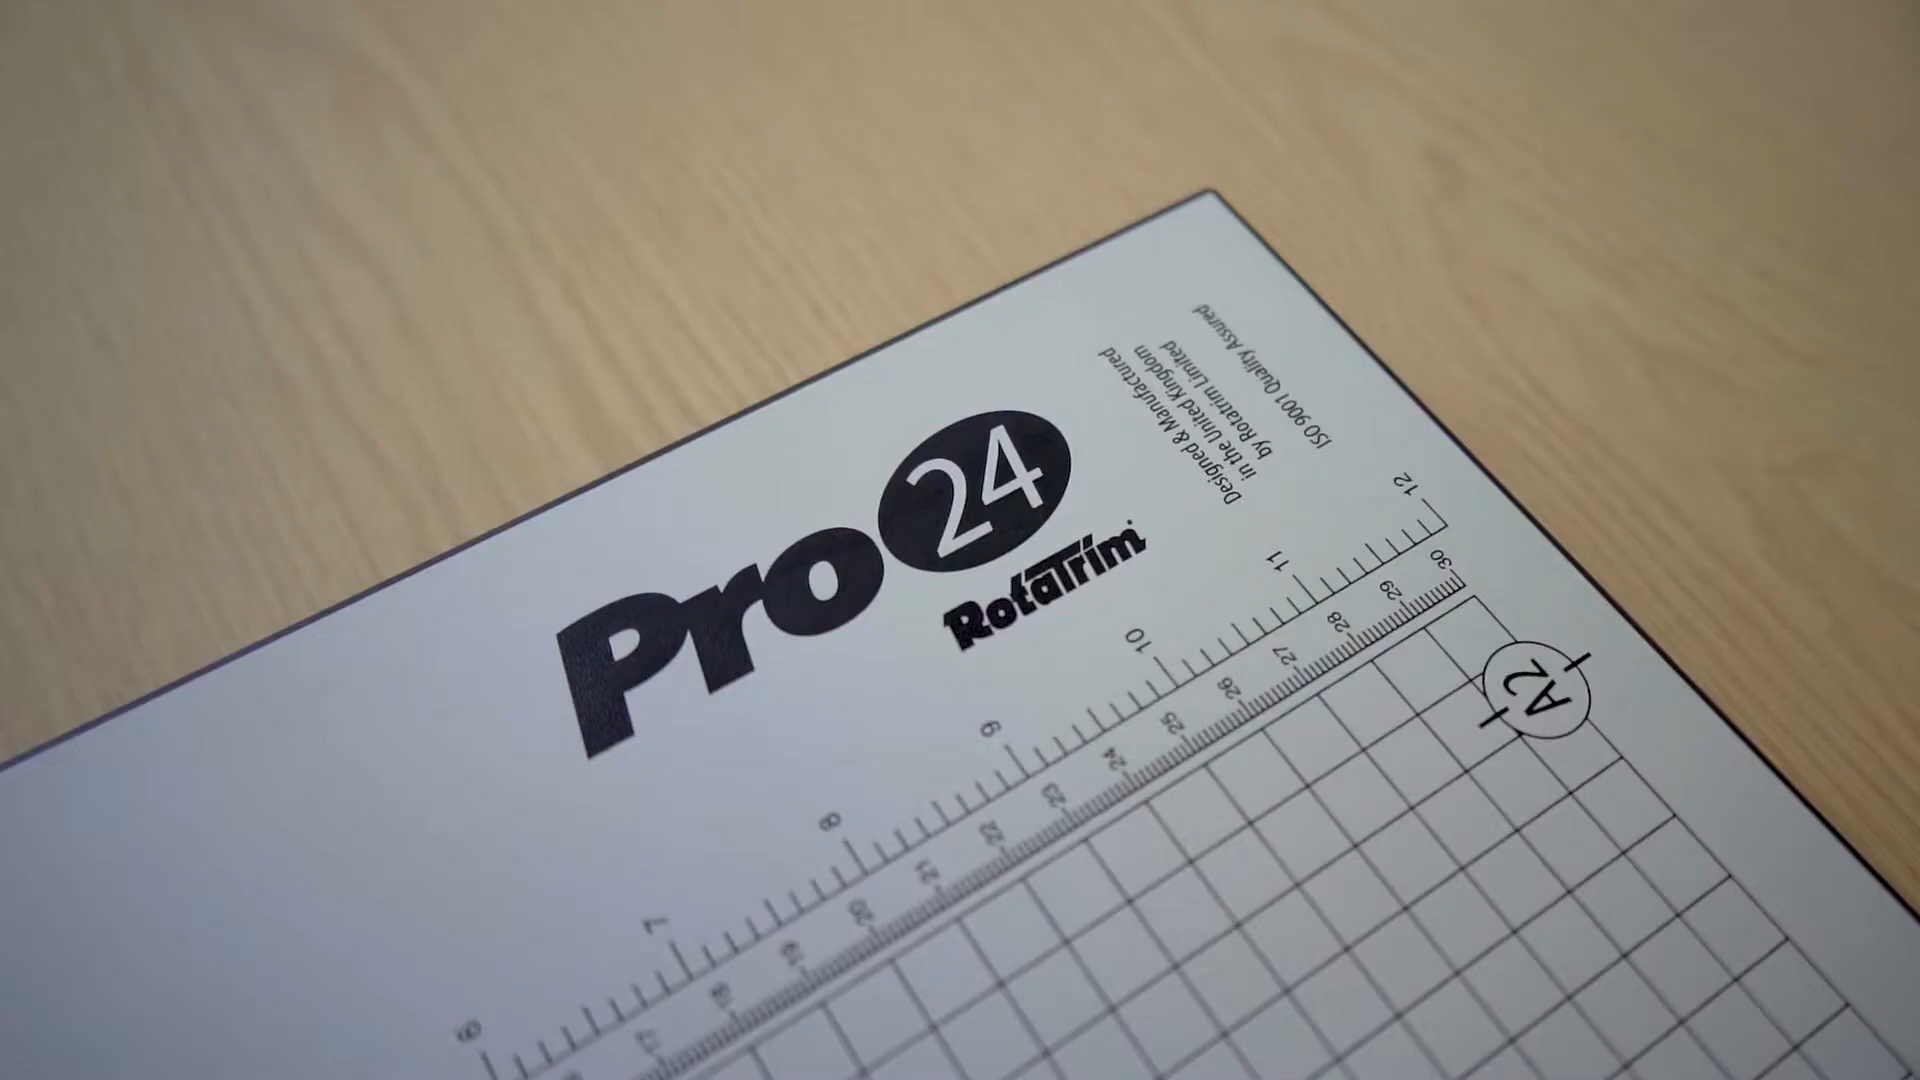 Pro 24
RotaTrim
Designed & Manufactured
in the United Kingdom
by Rotatrim Limited
ISO 9001 Quality Assured
6 7 8 9 10 11 12
17 18 19 20 21 22 23 24 25 26 27 28 29 30
A2